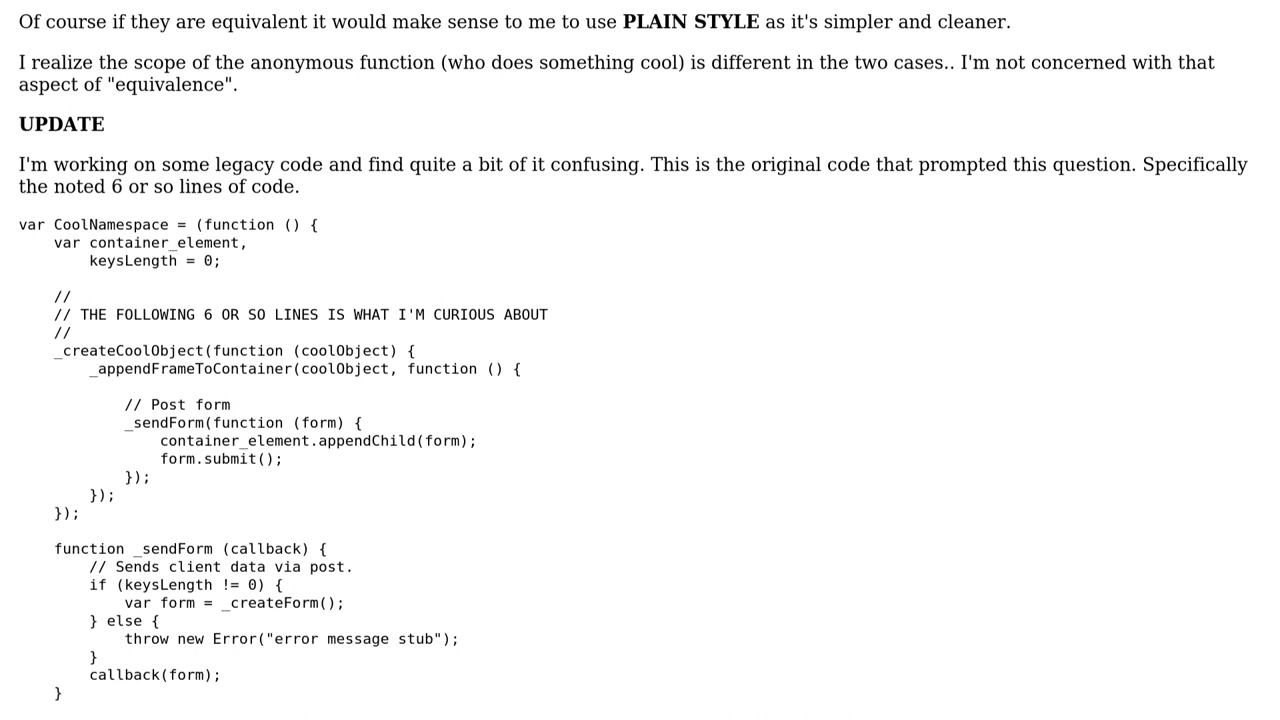 Of course if they are equivalent it would make sense to me to use PLAIN STYLE as it's simpler and cleaner.
I realize the scope of the anonymous function (who does something cool) is different in the two cases.. I'm not concerned with that
aspect of "equivalence".
UPDATE
I'm working on some legacy code and find quite a bit of it confusing. This is the original code that prompted this question. Specifically
the noted 6 or so lines of code.
var CoolNamespace = (function () {
    var container_element,
        keysLength = 0;

    //
    // THE FOLLOWING 6 OR SO LINES IS WHAT I'M CURIOUS ABOUT
    //
    _createCoolObject(function (coolObject) {
        _appendFrameToContainer(coolObject, function () {

            // Post form
            _sendForm(function (form) {
                container_element.appendChild(form);
                form.submit();
            });
        });
    });

    function _sendForm (callback) {
        // Sends client data via post.
        if (keysLength != 0) {
            var form = _createForm();
        } else {
            throw new Error("error message stub");
        }
        callback(form);
    }